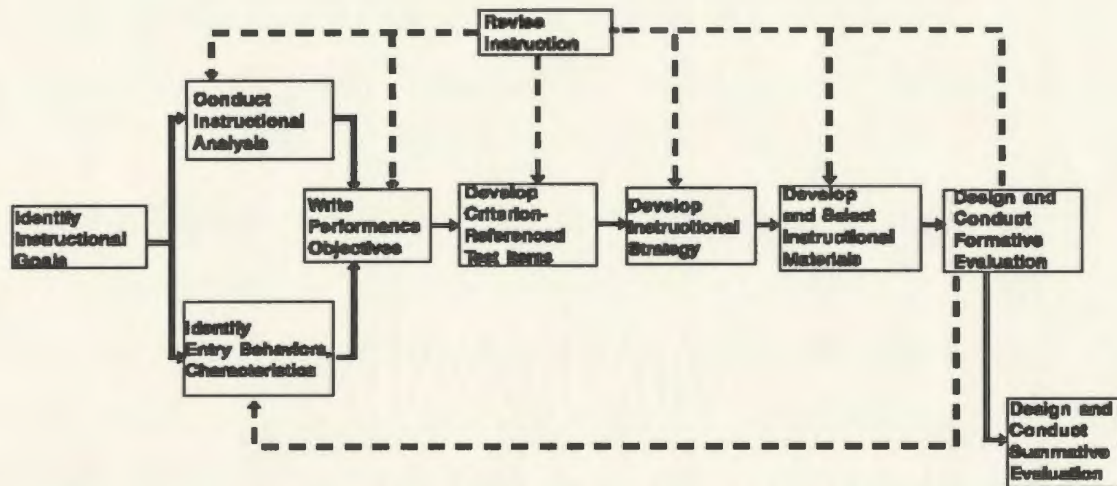 Revise
Instruction
Conduct
Instructional
Analysis
Identify
Instructional
Goals
Write
Performance
Objectives
Develop
Criterion-
Referenced
Test Items
Develop
Instructional
Strategy
Develop
and Select
Instructional
Materials
Design and
Conduct
Formative
Evaluation
Identify
Entry Behaviors,
Characteristics
Design and
Conduct
Summative
Evaluation